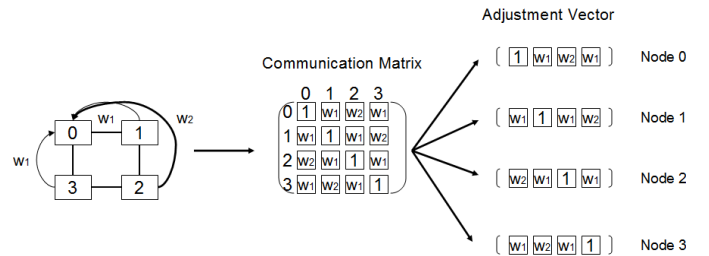 Adjustment Vector
( 1 w1 w2 w1 ) Node 0
Communication Matrix
0 1 2 3
w1 w2
0 1
0 1 w1 w2 w1
( w1 1 w1 w2 ) Node 1
1 w1 1 w1 w2
w1
2 w2 w1 1 w1
3 2
3 w1 w2 w1 1
( w2 w1 1 w1 ) Node 2
( w1 w2 w1 1 ) Node 3